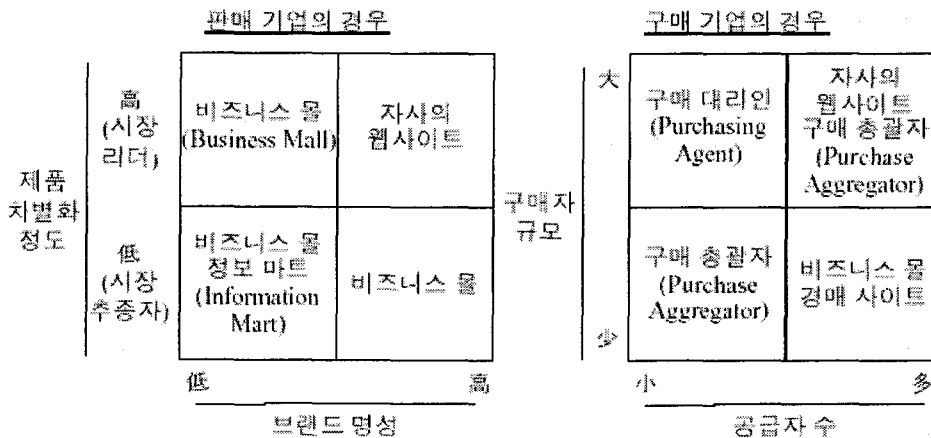 판매 기업의 경우
高
(시장
리더)
제품
차별화
정도
低
(시장
추종자)
비즈니스 몰
(Business Mall)
자사의
웹사이트
비즈니스 몰
정보 마트
(Information
Mart)
비즈니스 몰
低
高
브랜드 명성
구매 기업의 경우
大
구매자
규모
少
구매 대리인
(Purchasing
Agent)
자사의
웹사이트
구매 총괄자
(Purchase
Aggregator)
구매 총괄자
(Purchase
Aggregator)
비즈니스 몰
경매 사이트
小
多
공급자 수